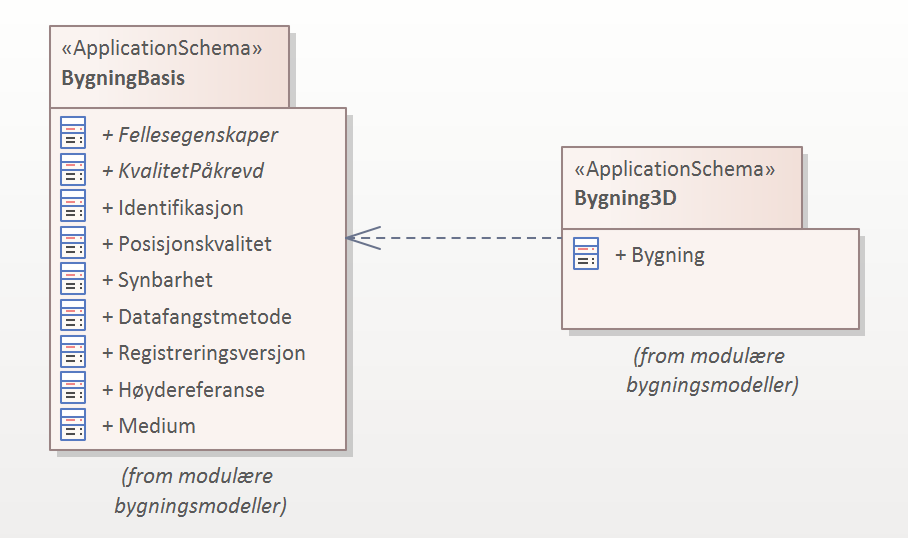 «ApplicationSchema»
BygningBasis
+ Fellesegenskaper
+ KvalitetPåkrevd
+ Identifikasjon
+ Posisjonskvalitet
+ Synbarhet
+ Datafangstmetode
+ Registreringsversjon
+ Høydereferanse
+ Medium
(from modulære
bygningsmodeller)
«ApplicationSchema»
Bygning3D
+ Bygning
(from modulære
bygningsmodeller)